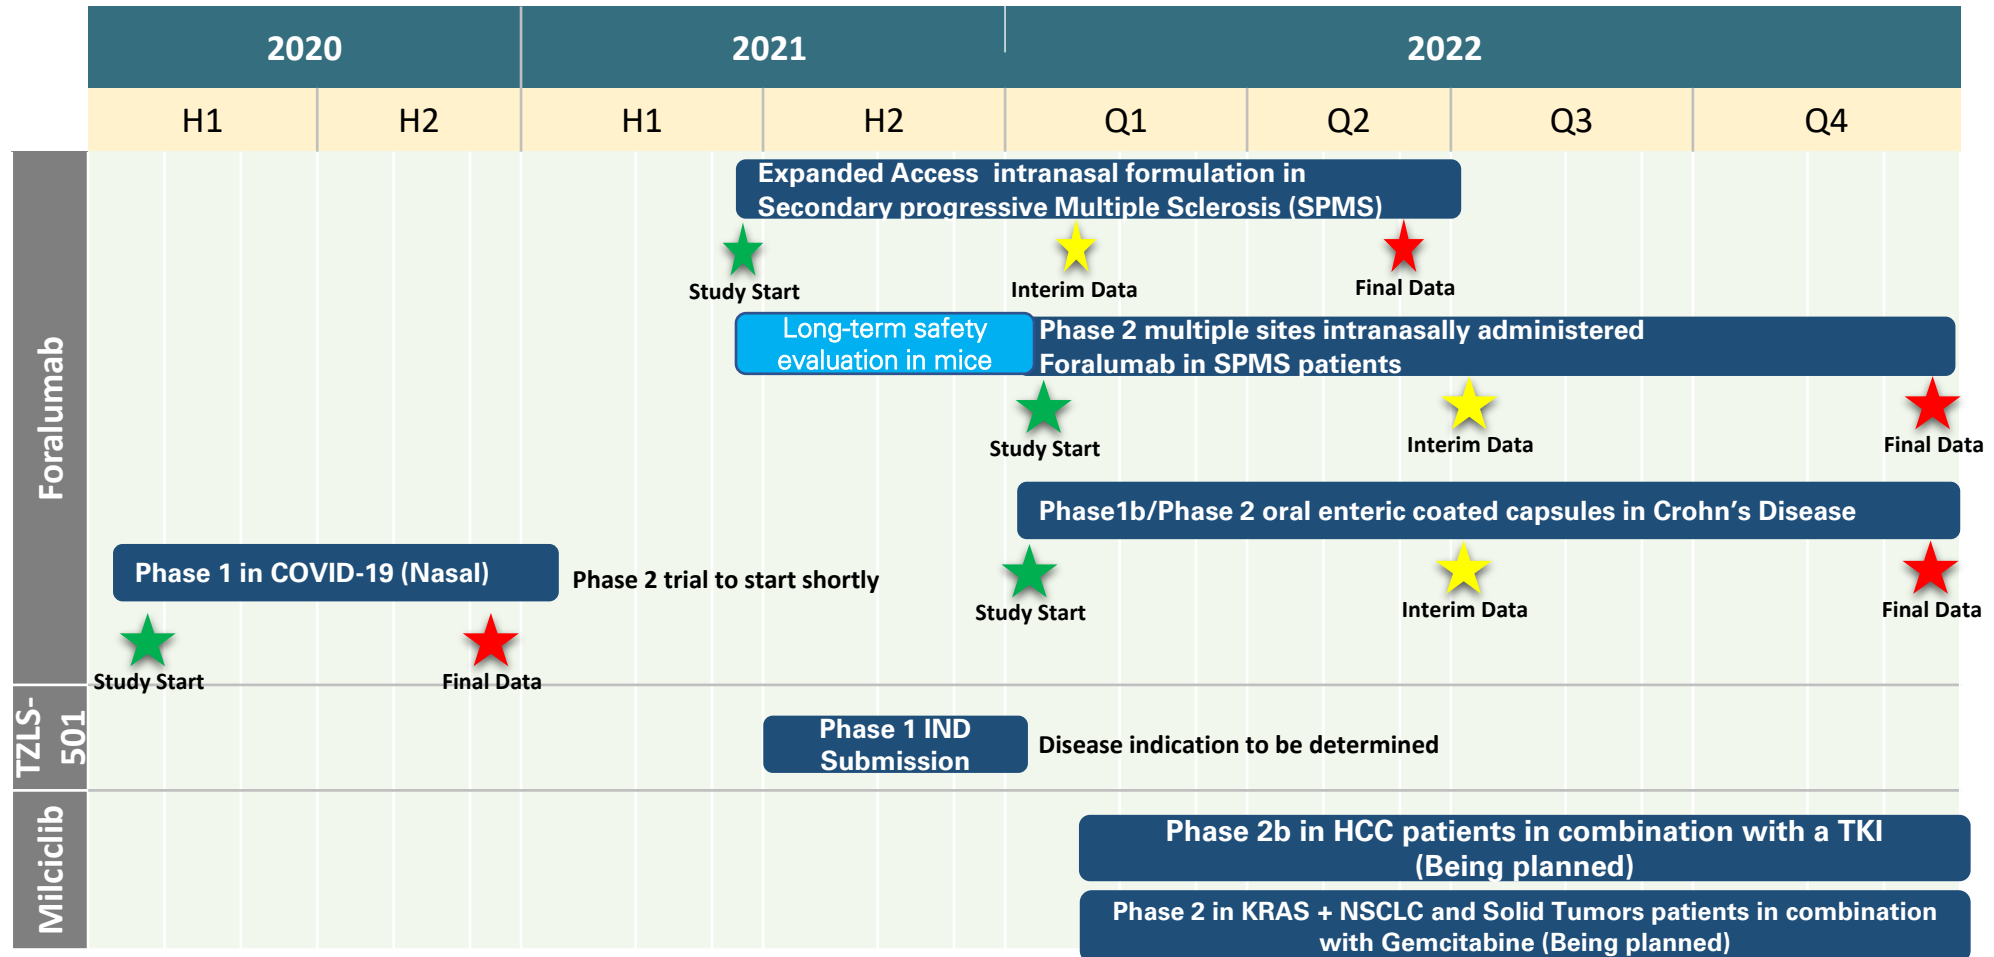 2020
2021
2022
H1
H2
H1
H2
Q1
Q2
Q3
Q4
Foralumab
Expanded Access intranasal formulation in
Secondary progressive Multiple Sclerosis (SPMS)
Study Start
Interim Data
Final Data
Long-term safety
evaluation in mice
Phase 2 multiple sites intranasally administered
Foralumab in SPMS patients
Study Start
Interim Data
Final Data
Phase1b/Phase 2 oral enteric coated capsules in Crohn's Disease
Study Start
Interim Data
Final Data
Phase 1 in COVID-19 (Nasal)
Phase 2 trial to start shortly
Study Start
Final Data
TZLS-
501
Phase 1 IND
Submission
Disease indication to be determined
Milciclib
Phase 2b in HCC patients in combination with a TKI
(Being planned)
Phase 2 in KRAS + NSCLC and Solid Tumors patients in combination
with Gemcitabine (Being planned)